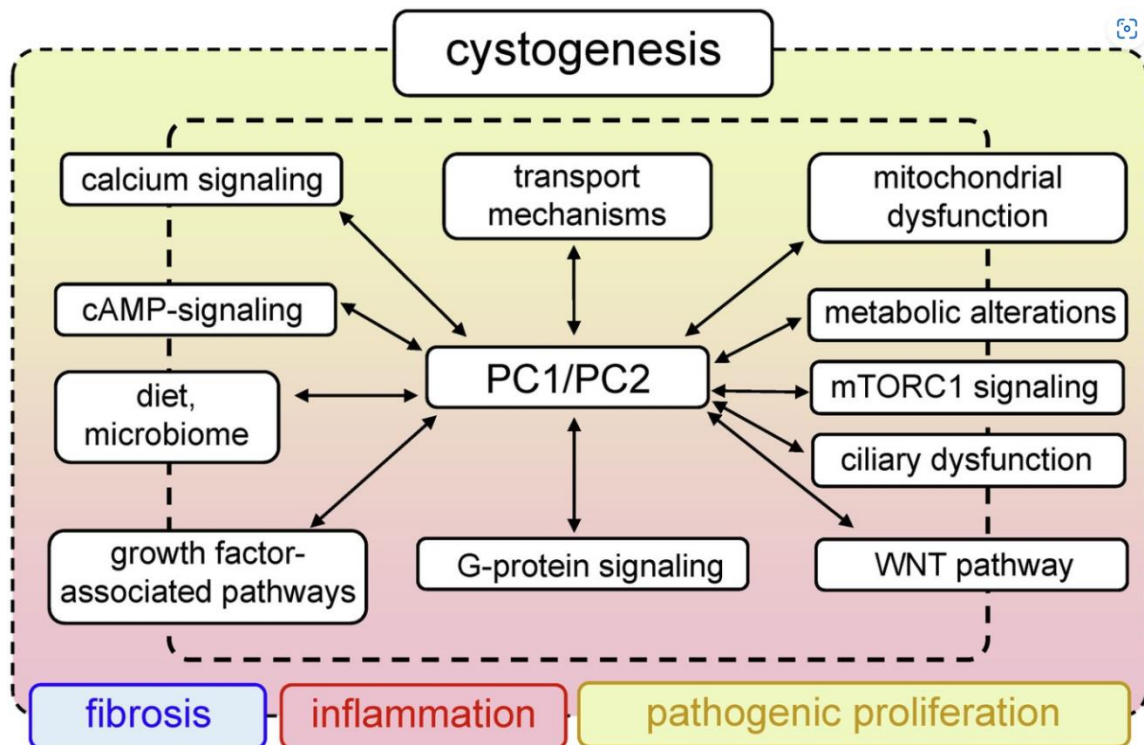 cystogenesis
calcium signaling
transport
mechanisms
mitochondrial
dysfunction
cAMP-signaling
metabolic alterations
PC1/PC2
diet,
microbiome
mTORC1 signaling
ciliary dysfunction
growth factor-
associated pathways
G-protein signaling
WNT pathway
fibrosis
inflammation
pathogenic proliferation